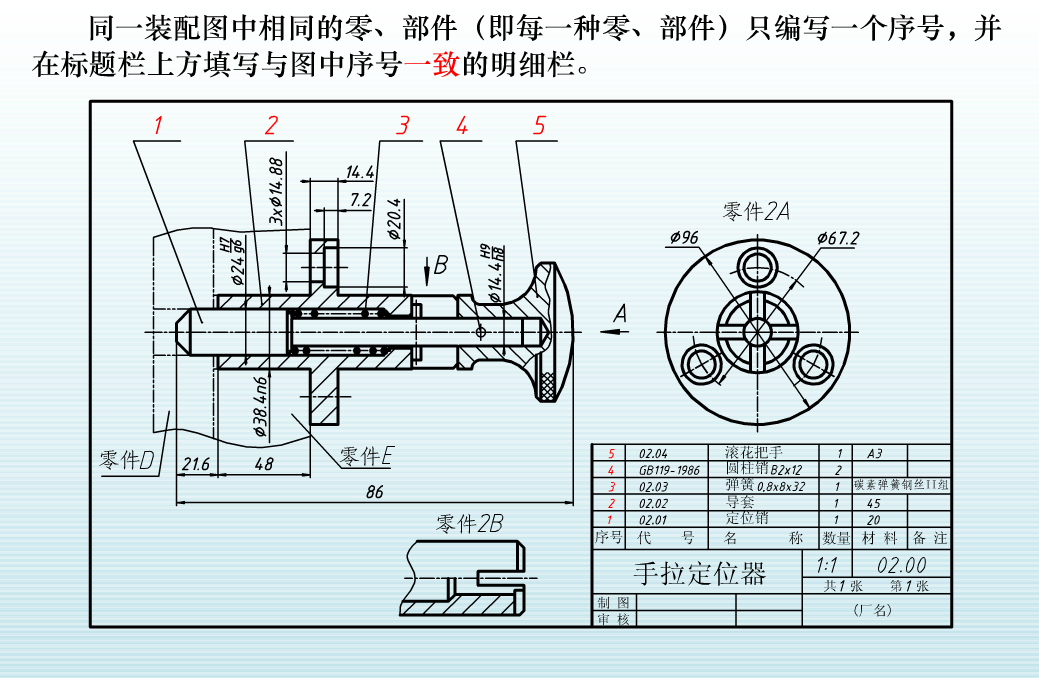 同一装配图中相同的零、部件（即每一种零、部件）只编写一个序号，并
在标题栏上方填写与图中序号一致的明细栏。
1 2 3 4 5
14.4
7.2
3xΦ14.88
Φ20.4
Φ24 H7/g6
Φ14.4 H9/h8
B
A
Φ38.4n6
零件D
零件E
21.6 48
86
零件2A
Φ96 Φ67.2
零件2B
5 02.04 滚花把手 1 A3
4 GB119-1986 圆柱销B2x12 2
3 02.03 弹簧0,8x8x32 1 碳素弹簧钢丝II组
2 02.02 导套 1 45
1 02.01 定位销 1 20
序号 代 号 名 称 数量 材 料 备 注
手拉定位器 1:1 02.00
共1张 第1张
制 图
审 核
(厂名)